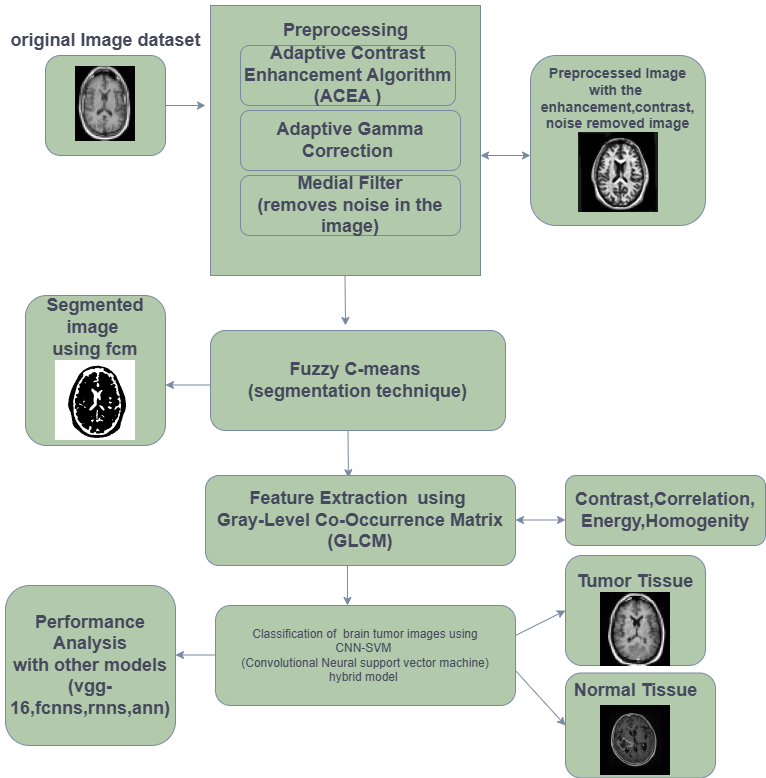 original Image dataset
Preprocessing
Adaptive Contrast
Enhancement Algorithm
(ACEA )
Adaptive Gamma
Correction
Medial Filter
(removes noise in the
image)
Preprocessed Image
with the
enhancement,contrast,
noise removed image
Segmented
image
using fcm
Fuzzy C-means
(segmentation technique)
Feature Extraction using
Gray-Level Co-Occurrence Matrix
(GLCM)
Contrast,Correlation,
Energy,Homogenity
Tumor Tissue
Performance
Analysis
with other models
(vgg-
16,fcnns,rnns,ann)
Classification of brain tumor images using
CNN-SVM
(Convolutional Neural support vector machine)
hybrid model
Normal Tissue